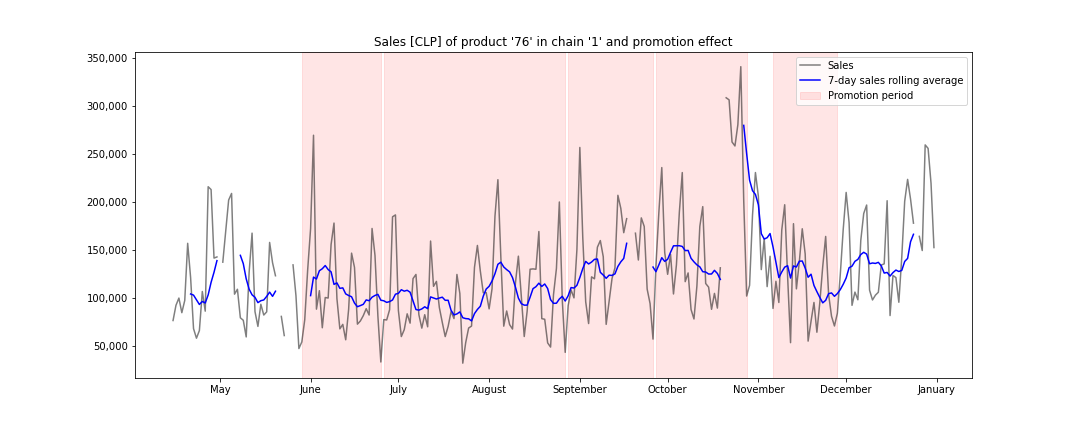 Sales [CLP] of product '76' in chain '1' and promotion effect
350,000
300,000
250,000
200,000
150,000
100,000
50,000
Sales
7-day sales rolling average
Promotion period
May
June
July
August
September
October
November
December
January